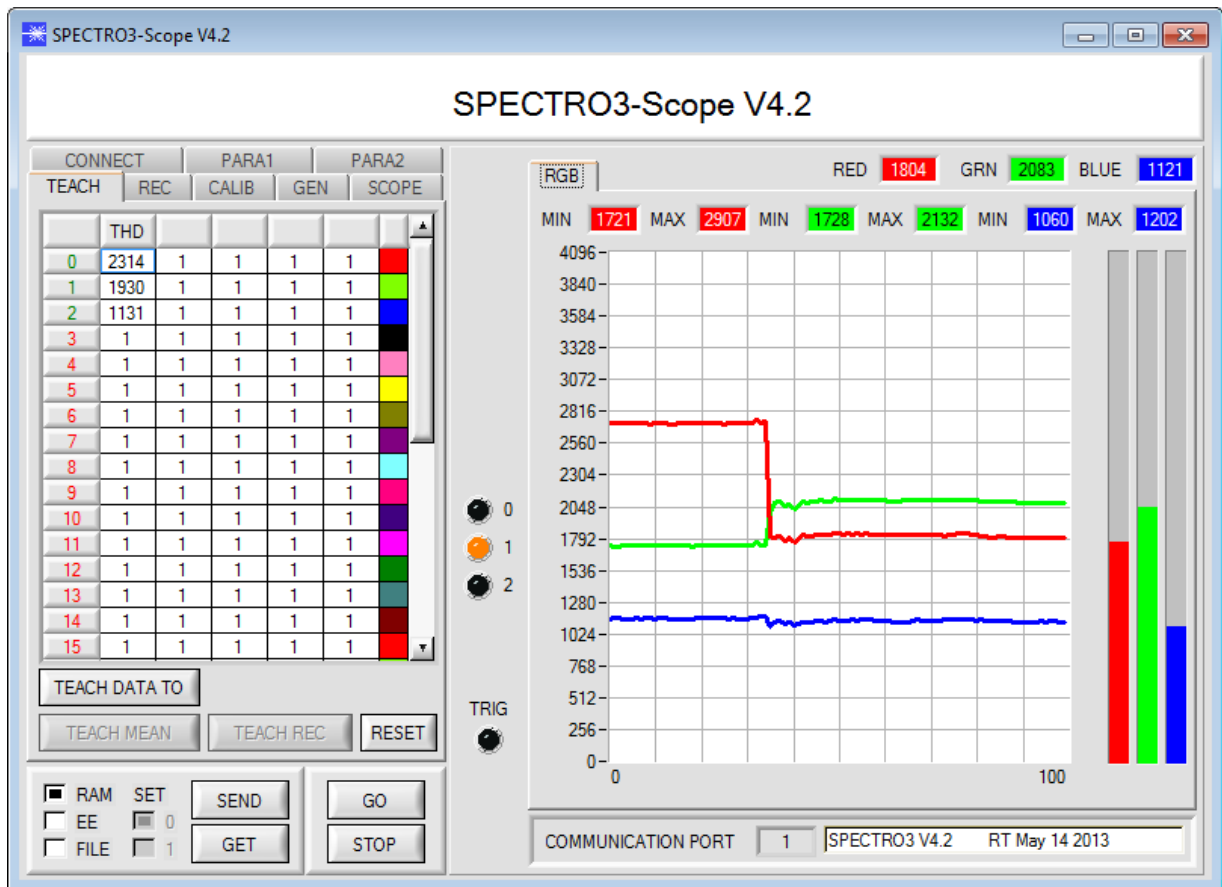 SPECTRO3-Scope V4.2
SPECTRO3-Scope V4.2
CONNECT PARA1 PARA2
TEACH REC CALIB GEN SCOPE
THD
0 2314 1 1 1 1
1 1930 1 1 1 1
2 1131 1 1 1 1
3 1 1 1 1 1
4 1 1 1 1 1
5 1 1 1 1 1
6 1 1 1 1 1
7 1 1 1 1 1
8 1 1 1 1 1
9 1 1 1 1 1
10 1 1 1 1 1
11 1 1 1 1 1
12 1 1 1 1 1
13 1 1 1 1 1
14 1 1 1 1 1
15 1 1 1 1 1
TEACH DATA TO
TEACH MEAN TEACH REC RESET
RAM SET
EE 0
FILE 1
SEND
GET
GO
STOP
0
1
2
TRIG
RGB
RED 1804 GRN 2083 BLUE 1121
MIN 1721 MAX 2907 MIN 1728 MAX 2132 MIN 1060 MAX 1202
4096
3840
3584
3328
3072
2816
2560
2304
2048
1792
1536
1280
1024
768
512
256
0
0 100
COMMUNICATION PORT 1 SPECTRO3 V4.2 RT May 14 2013